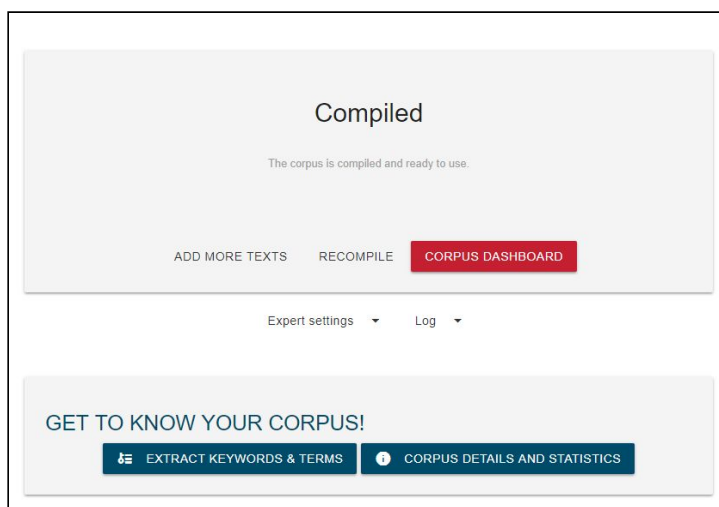 Compiled
The corpus is compiled and ready to use.
ADD MORE TEXTS RECOMPILE CORPUS DASHBOARD
Expert settings Log
GET TO KNOW YOUR CORPUS!
EXTRACT KEYWORDS & TERMS CORPUS DETAILS AND STATISTICS